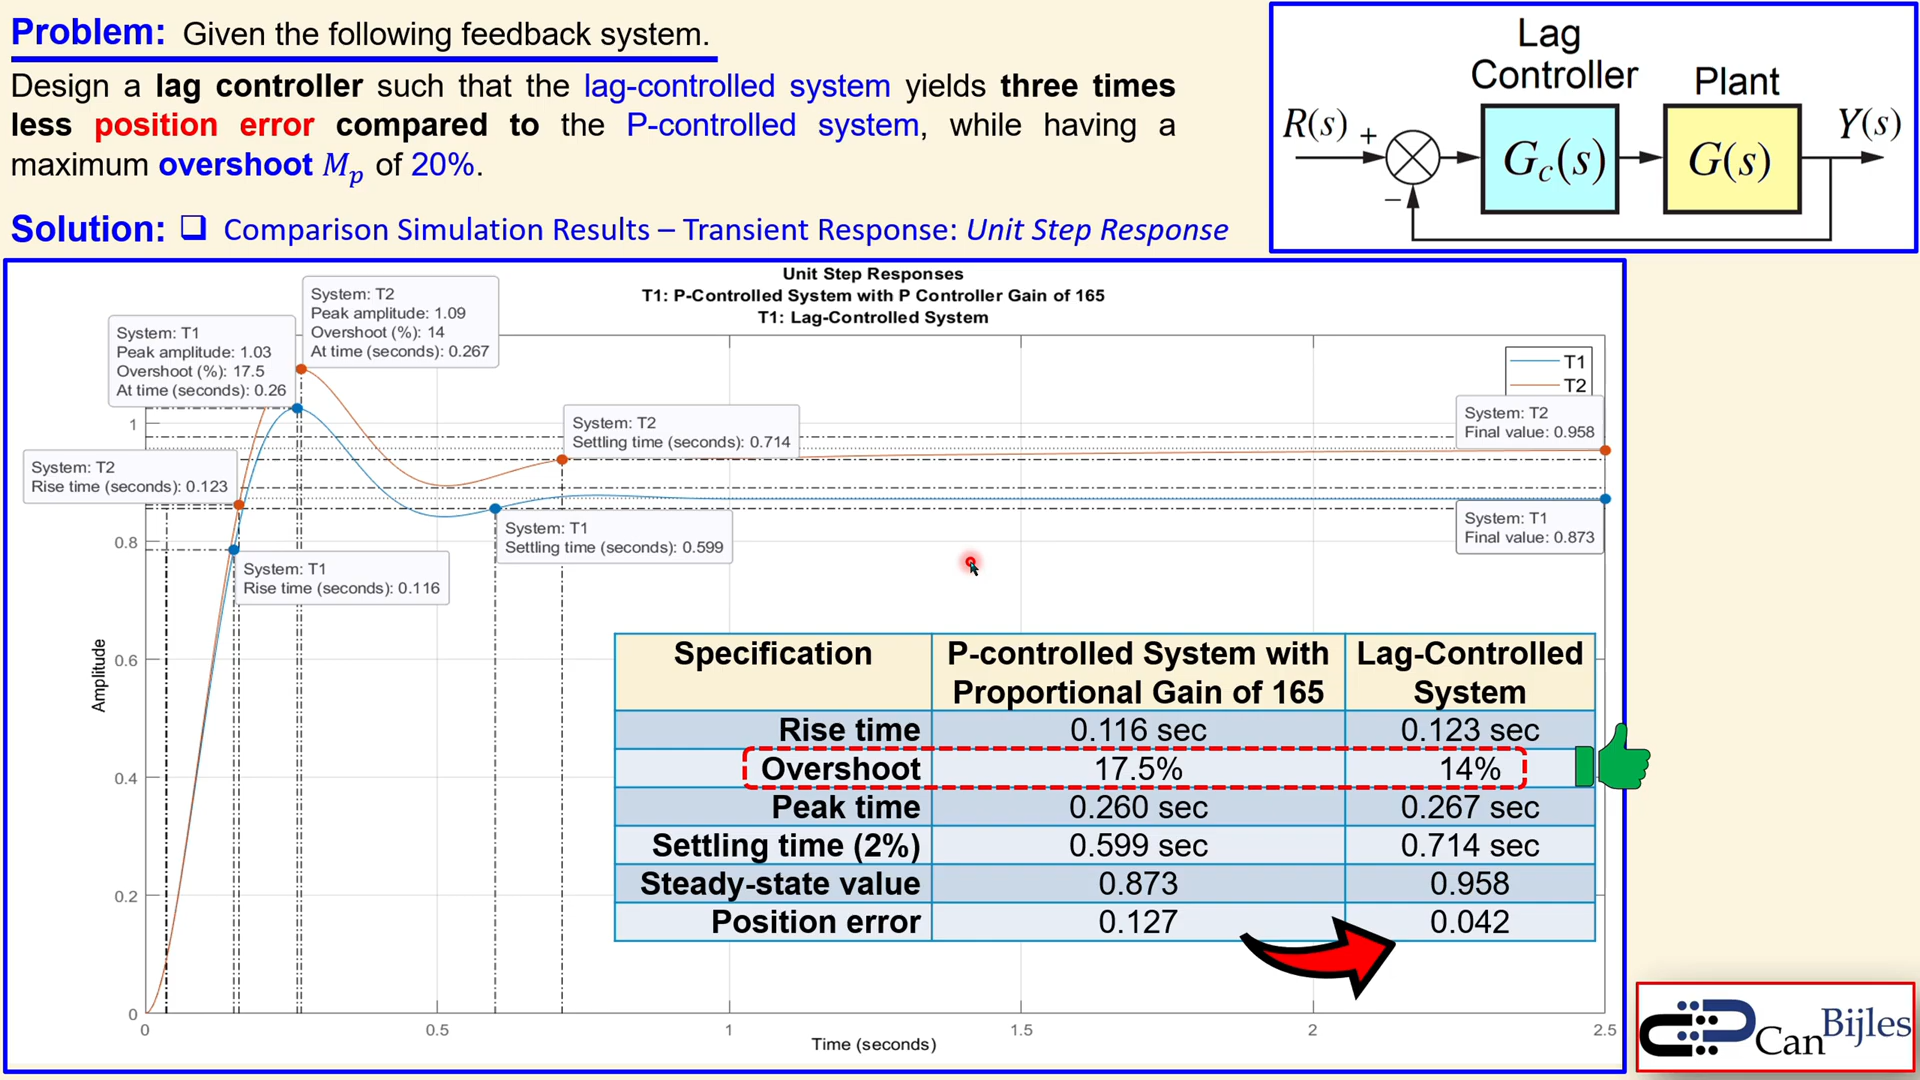 Problem: Given the following feedback system.
Design a lag controller such that the lag-controlled system yields three times
less position error compared to the P-controlled system, while having a
maximum overshoot Mp of 20%.
Lag
Controller
Plant
R(s)
+
−
Gc(s)
G(s)
Y(s)
Solution: ❑ Comparison Simulation Results – Transient Response: Unit Step Response
Unit Step Responses
T1: P-Controlled System with P Controller Gain of 165
T1: Lag-Controlled System
System: T2
Peak amplitude: 1.09
Overshoot (%): 14
At time (seconds): 0.267
System: T1
Peak amplitude: 1.03
Overshoot (%): 17.5
At time (seconds): 0.26
T1
T2
System: T2
Settling time (seconds): 0.714
System: T2
Final value: 0.958
System: T2
Rise time (seconds): 0.123
System: T1
Settling time (seconds): 0.599
System: T1
Final value: 0.873
System: T1
Rise time (seconds): 0.116
1
0.8
0.6
0.4
0.2
0
Amplitude
0
0.5
1
1.5
2
2.5
Time (seconds)
Specification
P-controlled System with
Proportional Gain of 165
Lag-Controlled
System
Rise time 0.116 sec 0.123 sec
Overshoot 17.5% 14%
Peak time 0.260 sec 0.267 sec
Settling time (2%) 0.599 sec 0.714 sec
Steady-state value 0.873 0.958
Position error 0.127 0.042
Can Bijles